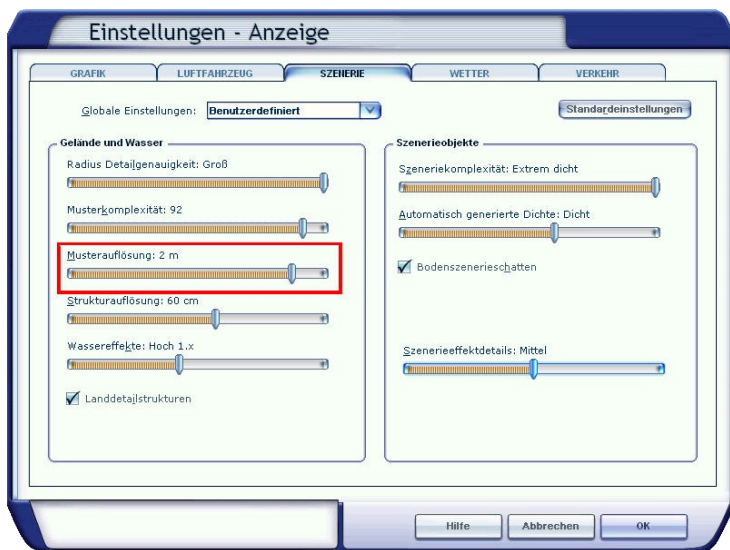 Einstellungen - Anzeige
GRAFIK
LUFTFAHRZEUG
SZENERIE
WETTER
VERKEHR
Globale Einstellungen: Benutzerdefiniert
Standardeinstellungen
Gelände und Wasser
Radius Detailgenauigkeit: Groß
Musterkomplexität: 92
Musterauflösung: 2 m
Strukturauflösung: 60 cm
Wassereffekte: Hoch 1.x
Landdetailstrukturen
Szenerieobjekte
Szeneriekomplexität: Extrem dicht
Automatisch generierte Dichte: Dicht
Bodenszenerieschatten
Szenerieeffektdetails: Mittel
Hilfe
Abbrechen
OK